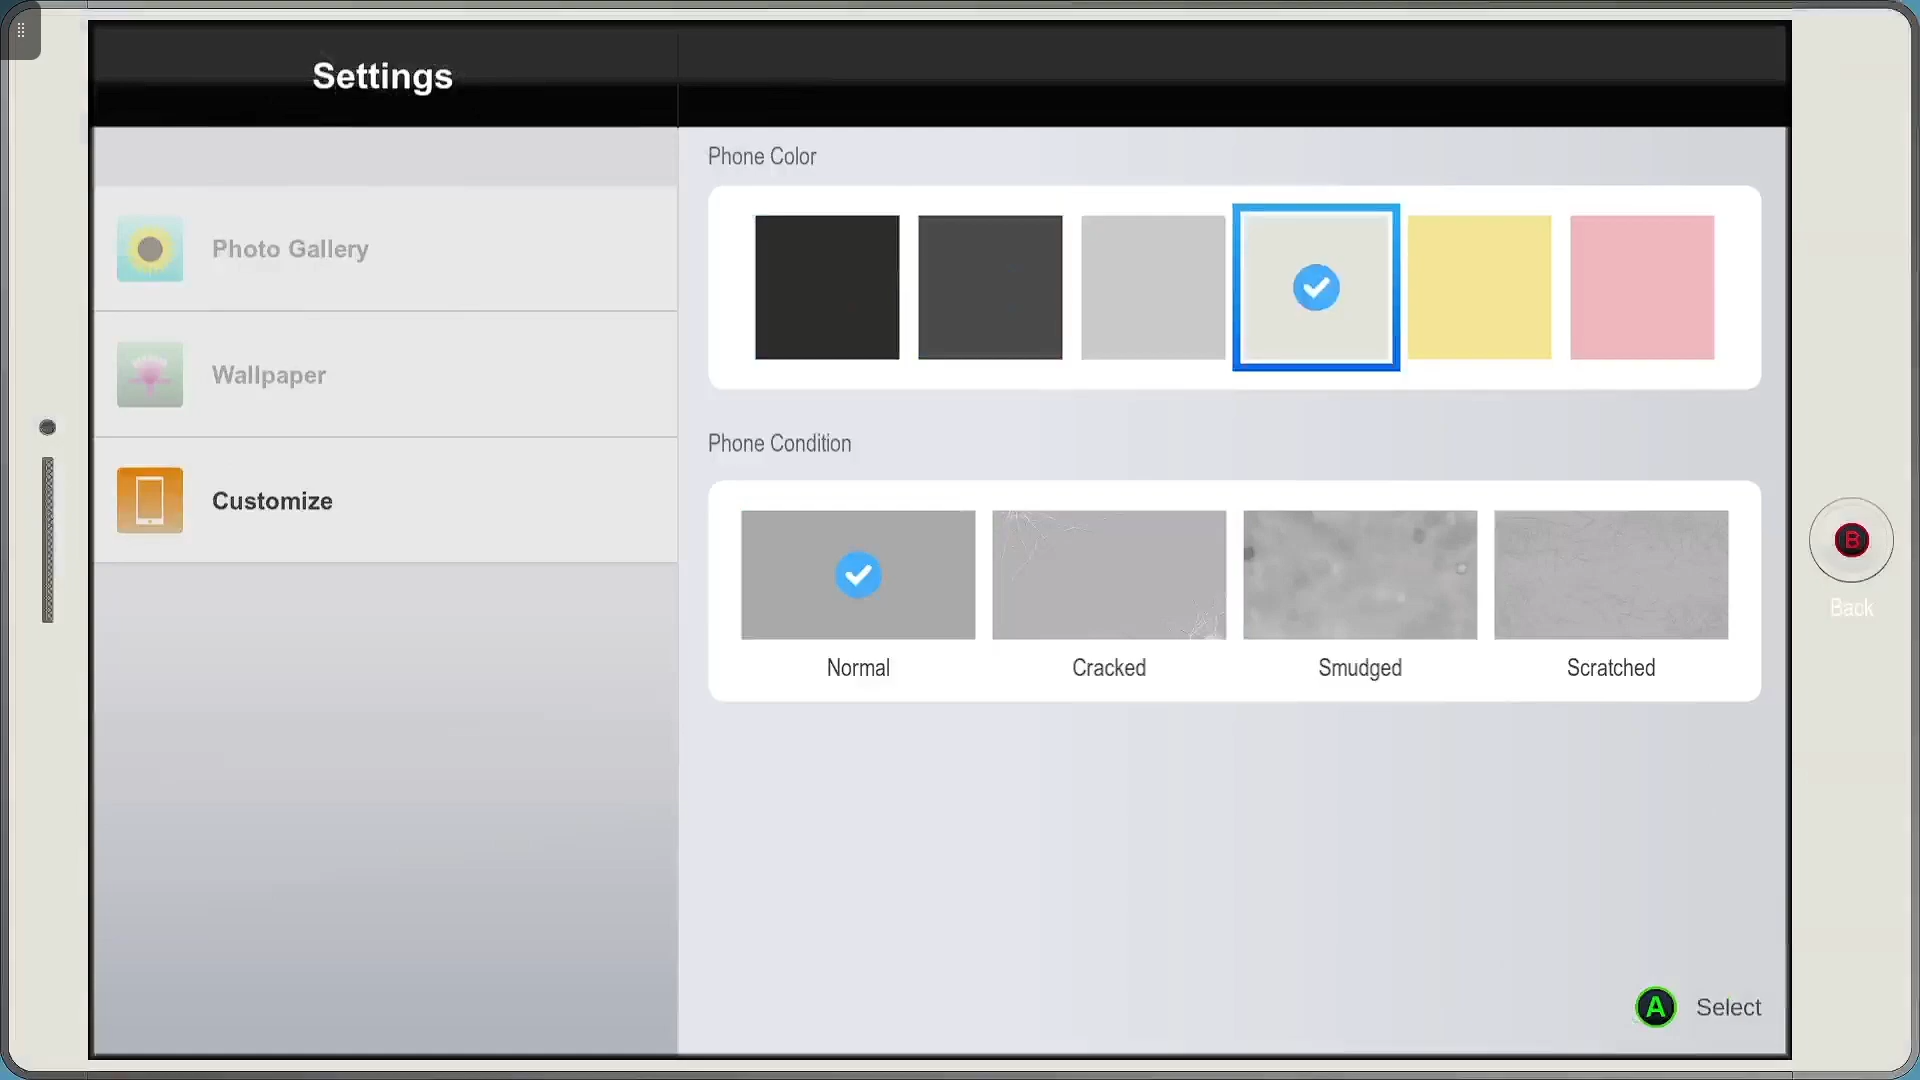 Settings
Photo Gallery
Wallpaper
Customize
Phone Color
Phone Condition
Normal
Cracked
Smudged
Scratched
B
Back
A Select